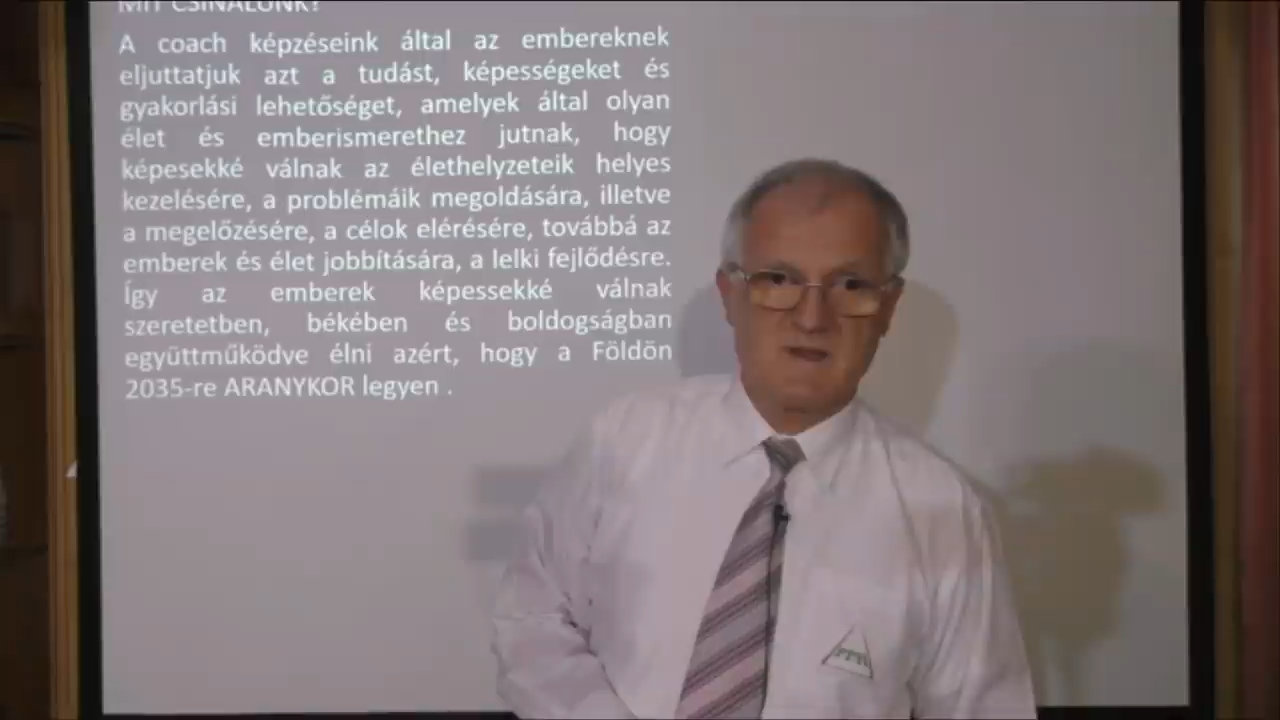 MIT CSINÁLUNK?
A coach képzéseink által az embereknek
eljuttatjuk azt a tudást, képességeket és
gyakorlási lehetőséget, amelyek által olyan
élet és emberismerethez jutnak, hogy
képesekké válnak az élethelyzeteik helyes
kezelésére, a problémáik megoldására, illetve
a megelőzésére, a célok elérésére, továbbá az
emberek és élet jobbítására, a lelki fejlődésre.
Így az emberek képessekké válnak
szeretetben, békében és boldogságban
együttműködve élni azért, hogy a Földön
2035-re ARANYKOR legyen .